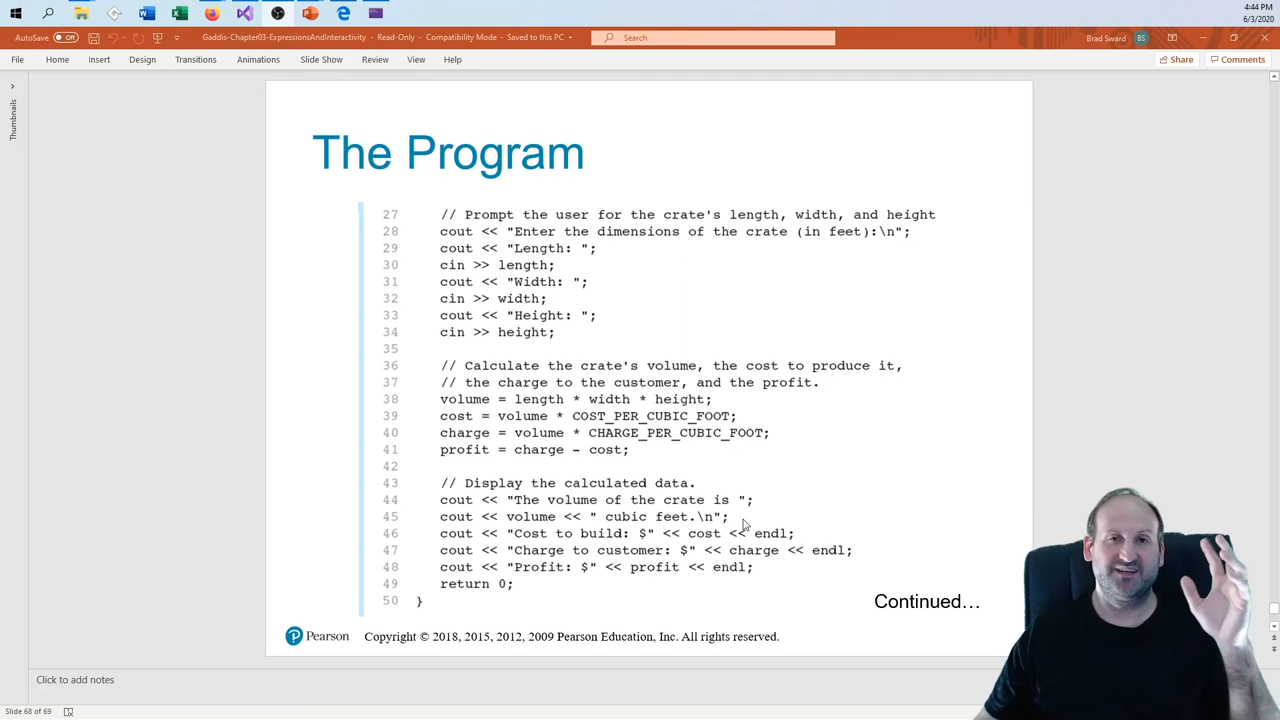 4:44 PM
6/3/2020
AutoSave Off
Gaddis-Chapter03-ExpressionsAndInteractivity - Read-Only - Compatibility Mode - Saved to this PC
Search
Brad Sward BS
File Home Insert Design Transitions Animations Slide Show Review View Help
Share Comments
Thumbnails
The Program
27 // Prompt the user for the crate's length, width, and height
28 cout << "Enter the dimensions of the crate (in feet):\n";
29 cout << "Length: ";
30 cin >> length;
31 cout << "Width: ";
32 cin >> width;
33 cout << "Height: ";
34 cin >> height;
35
36 // Calculate the crate's volume, the cost to produce it,
37 // the charge to the customer, and the profit.
38 volume = length * width * height;
39 cost = volume * COST_PER_CUBIC_FOOT;
40 charge = volume * CHARGE_PER_CUBIC_FOOT;
41 profit = charge - cost;
42
43 // Display the calculated data.
44 cout << "The volume of the crate is ";
45 cout << volume << " cubic feet.\n";
46 cout << "Cost to build: $" << cost << endl;
47 cout << "Charge to customer: $" << charge << endl;
48 cout << "Profit: $" << profit << endl;
49 return 0;
50 }
Continued…
Pearson Copyright © 2018, 2015, 2012, 2009 Pearson Education, Inc. All rights reserved.
Click to add notes
Slide 68 of 69